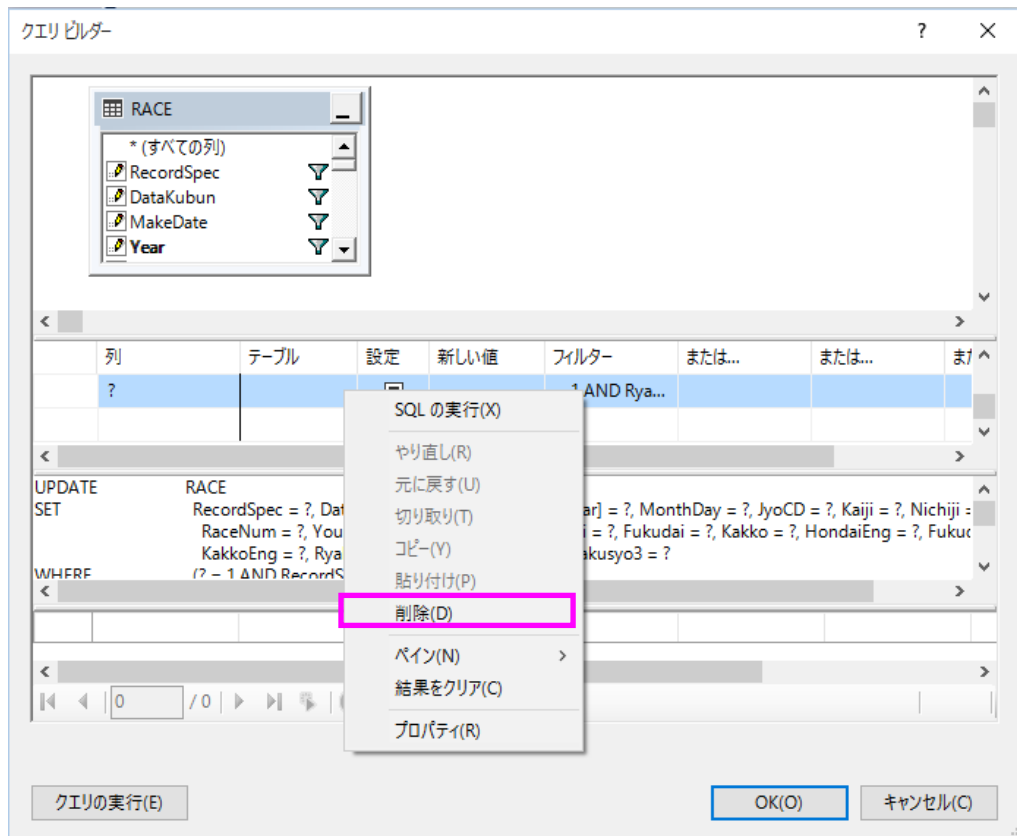 クエリ ビルダー ? ×
RACE
* (すべての列)
RecordSpec
DataKubun
MakeDate
Year
列 テーブル 設定 新しい値 フィルター または... または...
? 1 AND Rya...
SQL の実行(X)
やり直し(R)
元に戻す(U)
切り取り(T)
コピー(Y)
貼り付け(P)
削除(D)
ペイン(N)
結果をクリア(C)
プロパティ(R)
UPDATE RACE
SET RecordSpec = ?, Dat ar] = ?, MonthDay = ?, JyoCD = ?, Kaiji = ?, Nichiji =
RaceNum = ?, You i = ?, Fukudai = ?, Kakko = ?, HondaiEng = ?, Fukuc
KakkoEng = ?, Rya akusyo3 = ?
WHERE (? = 1 AND RecordS
0 / 0
クエリの実行(E) OK(O) キャンセル(C)